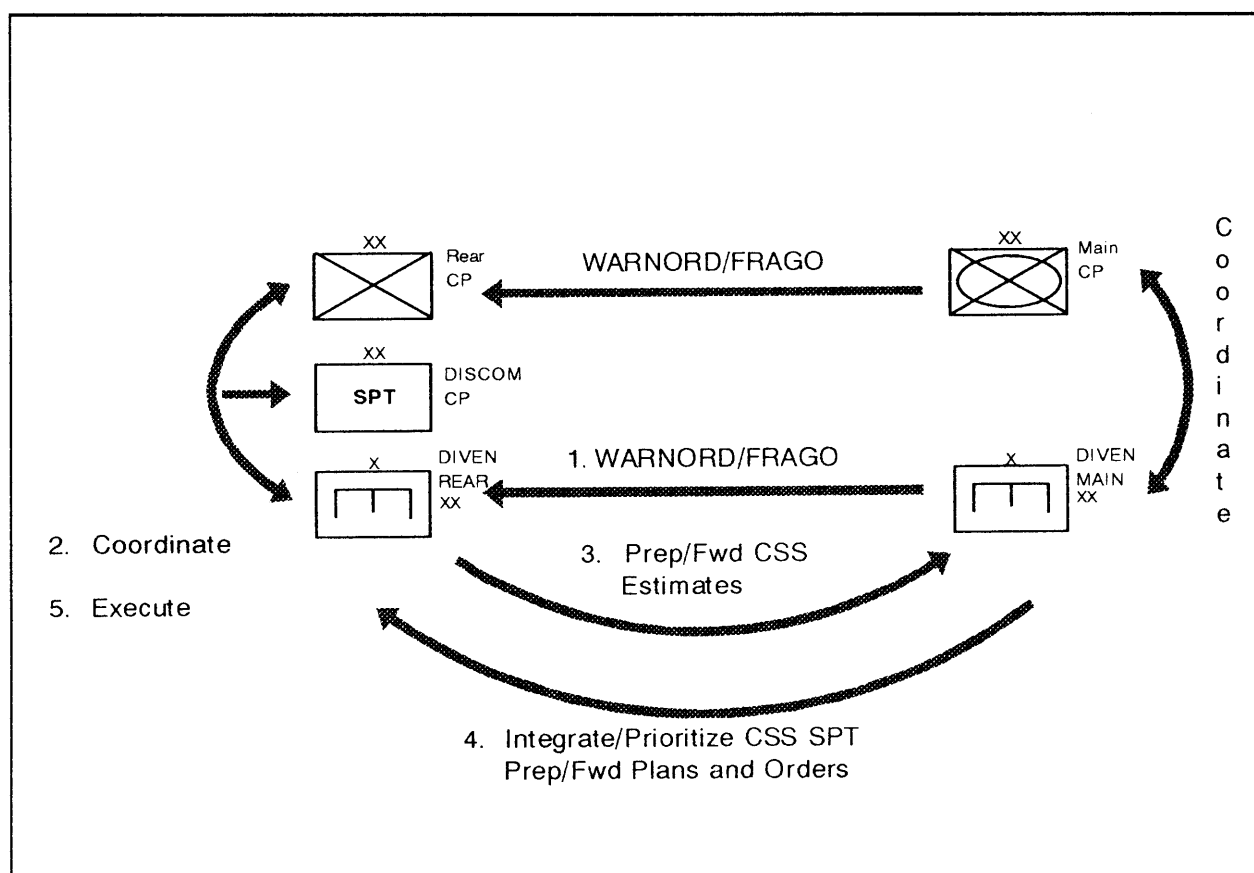 XX
Rear
CP
WARNORD/FRAGO
XX
Main
CP
Coordinate
XX
SPT
DISCOM
CP
X
DIVEN
REAR
XX
1. WARNORD/FRAGO
X
DIVEN
MAIN
XX
2. Coordinate
5. Execute
3. Prep/Fwd CSS
Estimates
4. Integrate/Prioritize CSS SPT
Prep/Fwd Plans and Orders